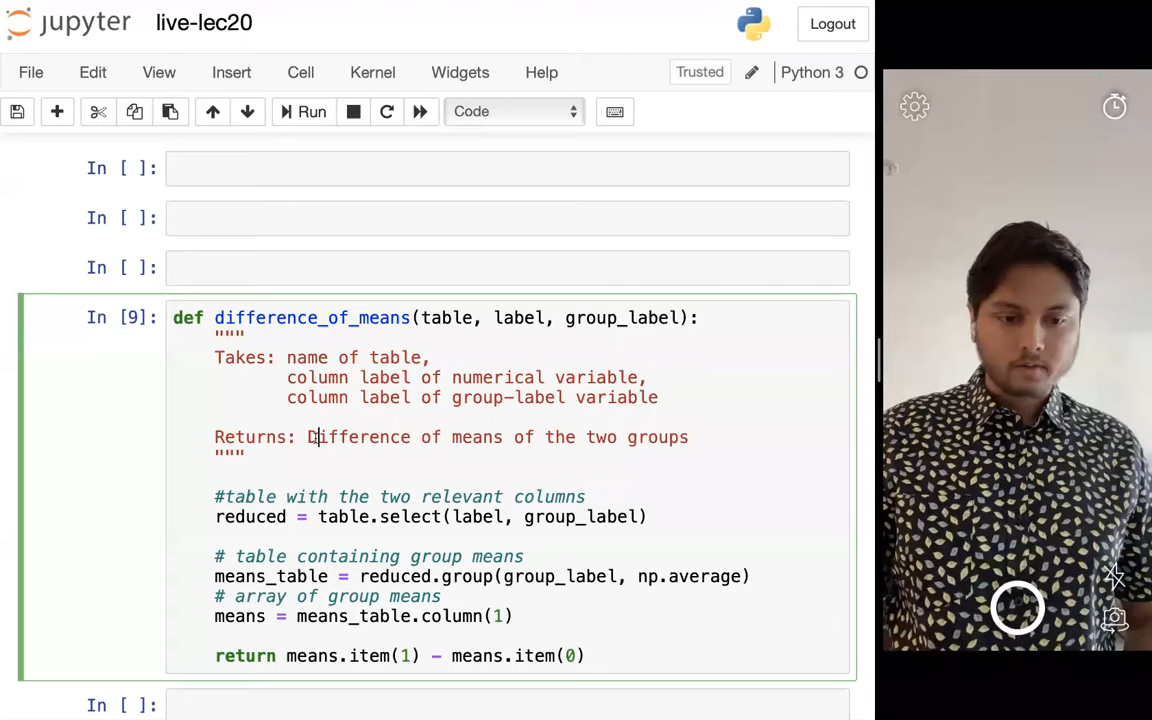 jupyter live-lec20 Logout
File Edit View Insert Cell Kernel Widgets Help Trusted Python 3
Run Code
In [ ]:
In [ ]:
In [ ]:
In [9]: def difference_of_means(table, label, group_label):
"""
Takes: name of table,
column label of numerical variable,
column label of group-label variable
Returns: Difference of means of the two groups
"""
#table with the two relevant columns
reduced = table.select(label, group_label)
# table containing group means
means_table = reduced.group(group_label, np.average)
# array of group means
means = means_table.column(1)
return means.item(1) - means.item(0)
In [ ]: